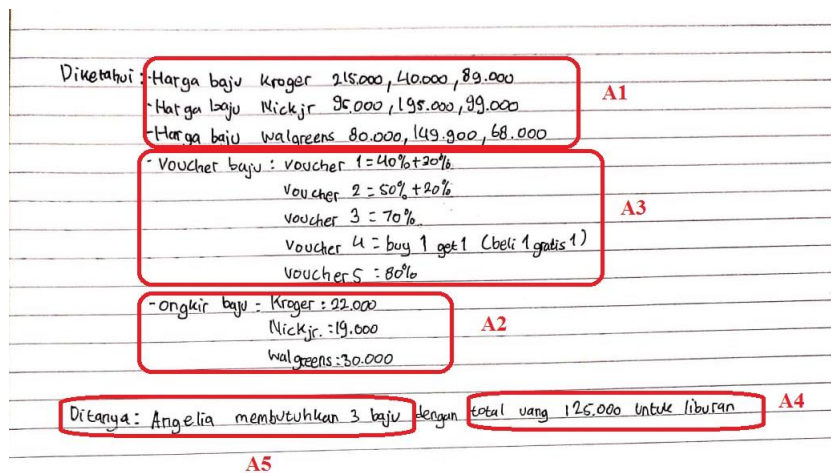 Diketahui : - Harga baju Kroger 215.000, 40.000, 89.000
A1
- Harga baju Nickjr 95.000, 195.000, 99.000
- Harga baju Walgreens 80.000, 149.900, 68.000
- Voucher baju : voucher 1 = 40% + 20%
voucher 2 = 50% + 20%
A3
voucher 3 = 70%
voucher 4 = buy 1 get 1 (beli 1 gratis 1)
voucher 5 : 80%
- ongkir baju = Kroger : 22.000
Nickjr. : 19.000
A2
walgreens : 30.000
Ditanya : Angelia membutuhkan 3 baju dengan total uang 125.000 untuk liburan
A4
A5